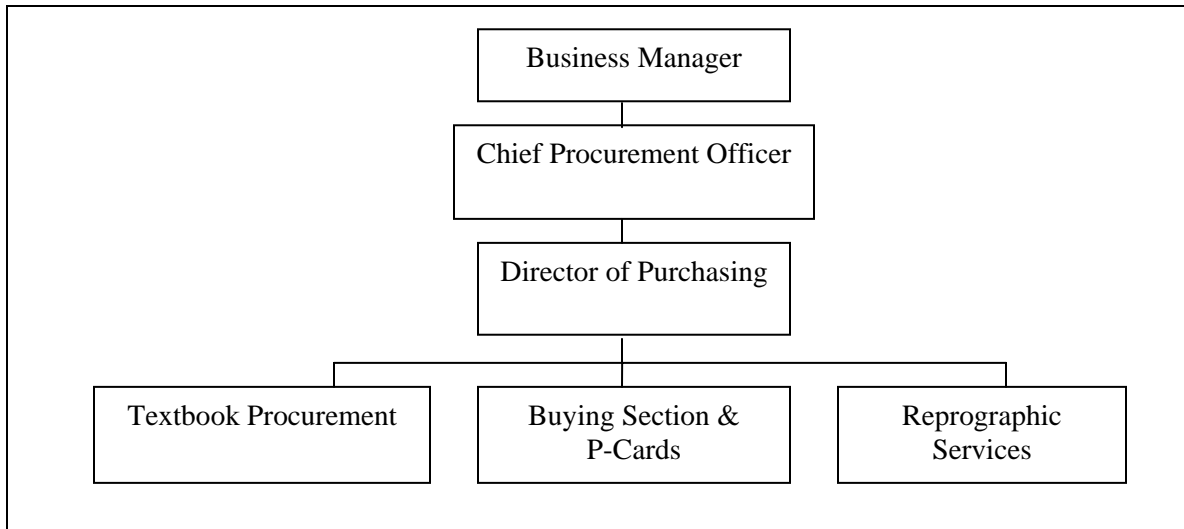 Business Manager
Chief Procurement Officer
Director of Purchasing
Textbook Procurement
Buying Section &
P-Cards
Reprographic
Services